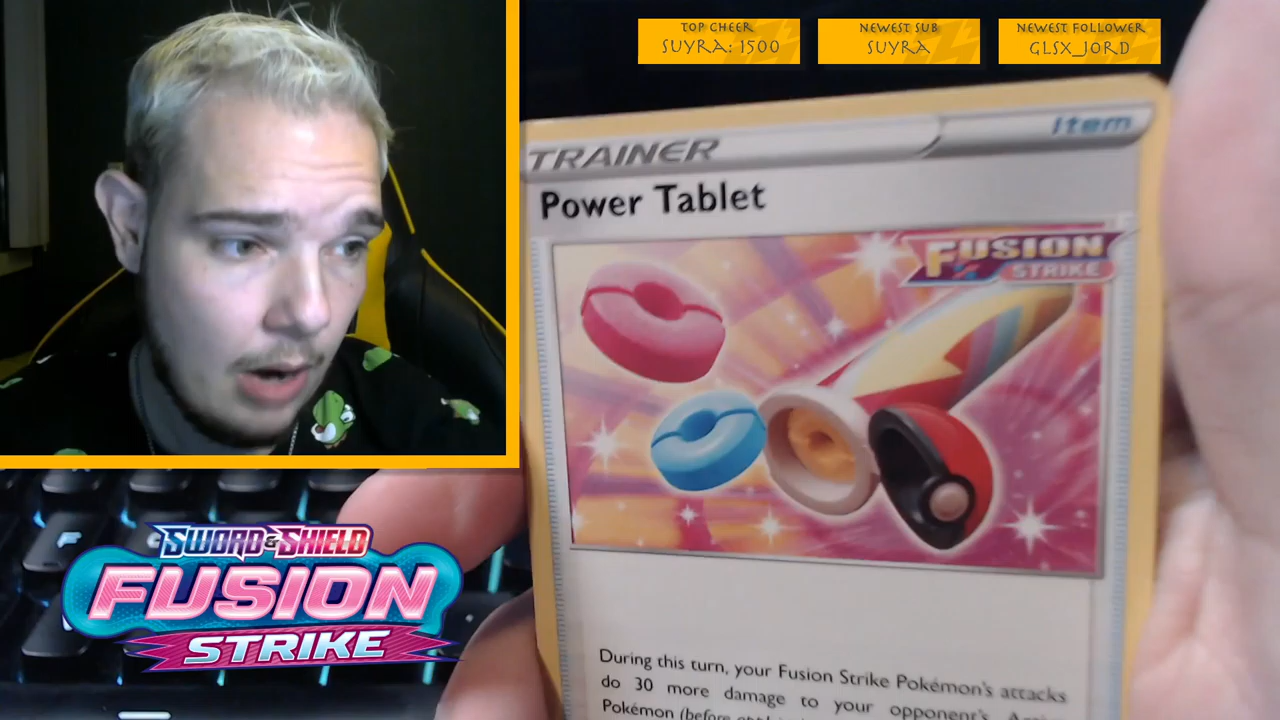 TOP CHEER
SUYRA: 1500
NEWEST SUB
SUYRA
NEWEST FOLLOWER
GLSX_JORD
TRAINER
Item
Power Tablet
FUSION
STRIKE
During this turn, your Fusion Strike Pokémon's attacks
do 30 more damage to your opponent's
Pokémon (before
SWORD & SHIELD
FUSION
STRIKE
F